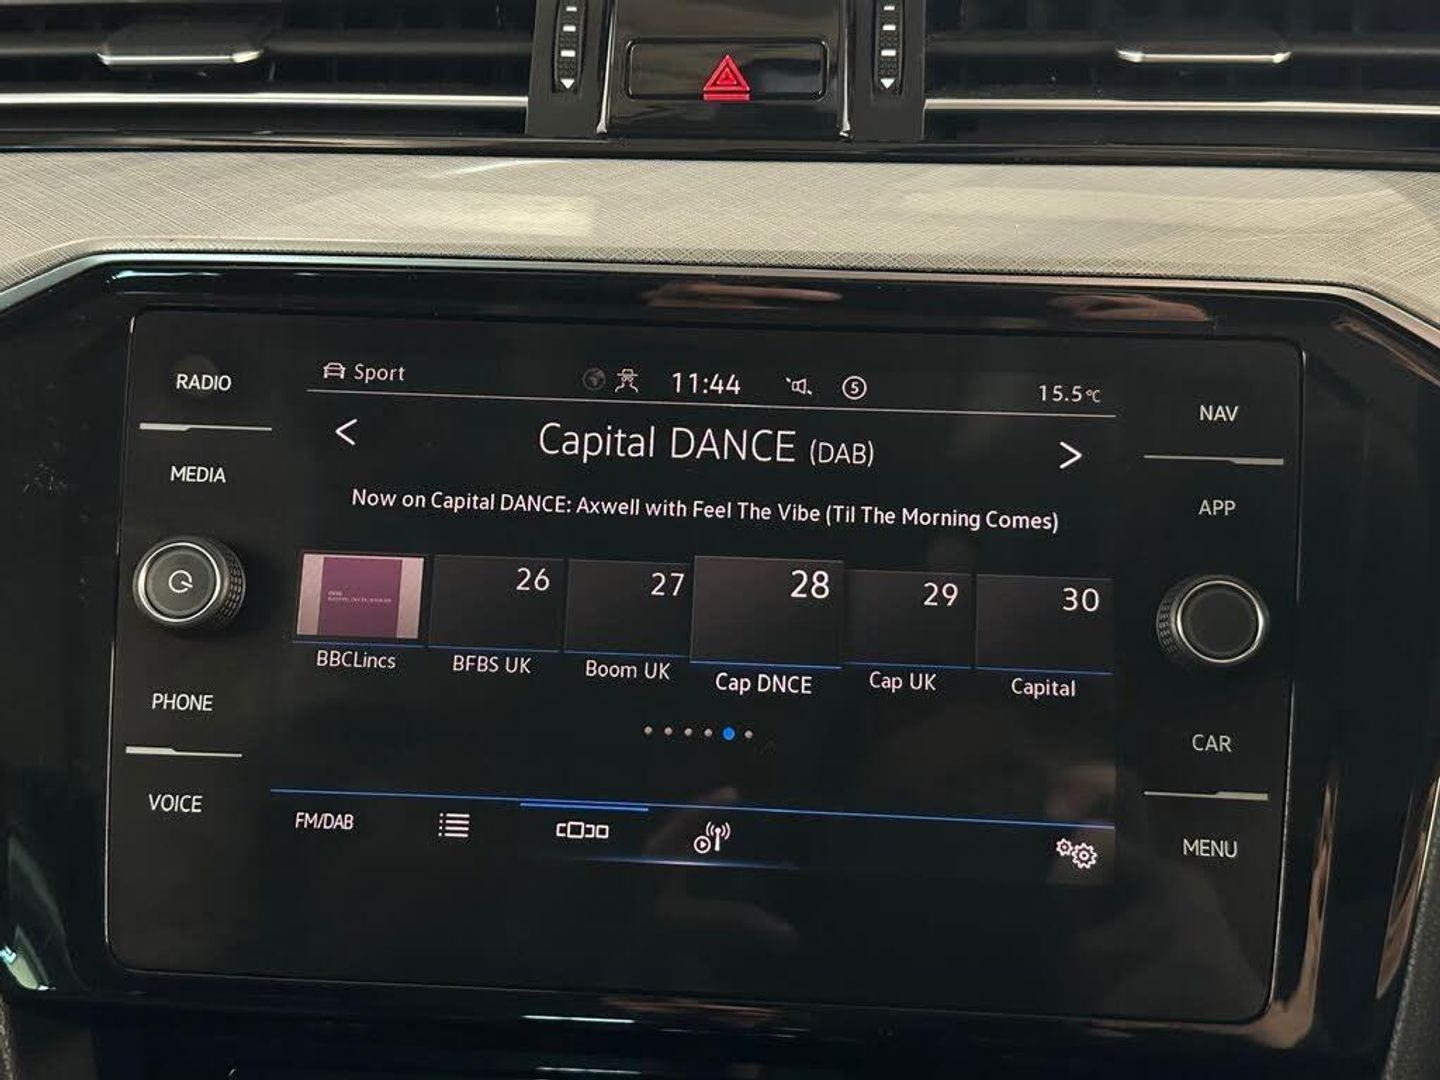 RADIO
MEDIA
PHONE
VOICE
Sport
11:44
5
15.5°C
Capital DANCE (DAB)
Now on Capital DANCE: Axwell with Feel The Vibe (Til The Morning Comes)
26
27
28
29
30
BBCLincs
BFBS UK
Boom UK
Cap DNCE
Cap UK
Capital
FM/DAB
NAV
APP
CAR
MENU